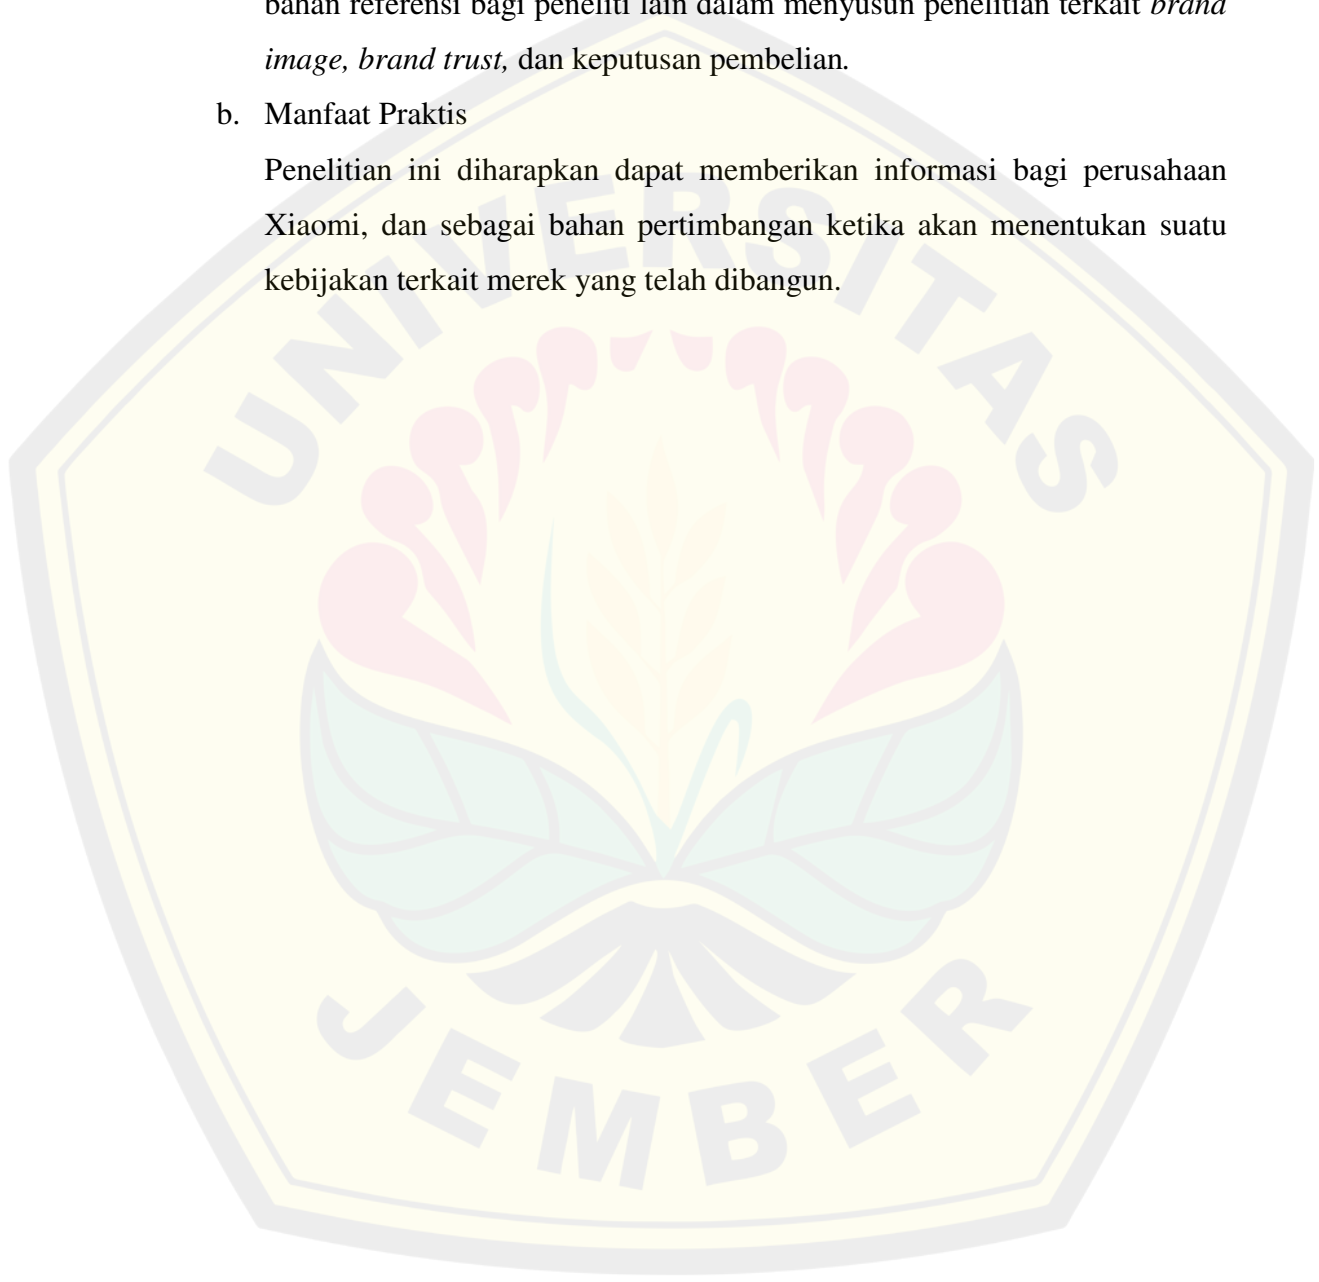 bahan referensi bagi peneliti lain dalam menyusun penelitian terkait brand
image, brand trust, dan keputusan pembelian.
b. Manfaat Praktis
Penelitian ini diharapkan dapat memberikan informasi bagi perusahaan
Xiaomi, dan sebagai bahan pertimbangan ketika akan menentukan suatu
kebijakan terkait merek yang telah dibangun.
UNIVERSITAS
JEMBER